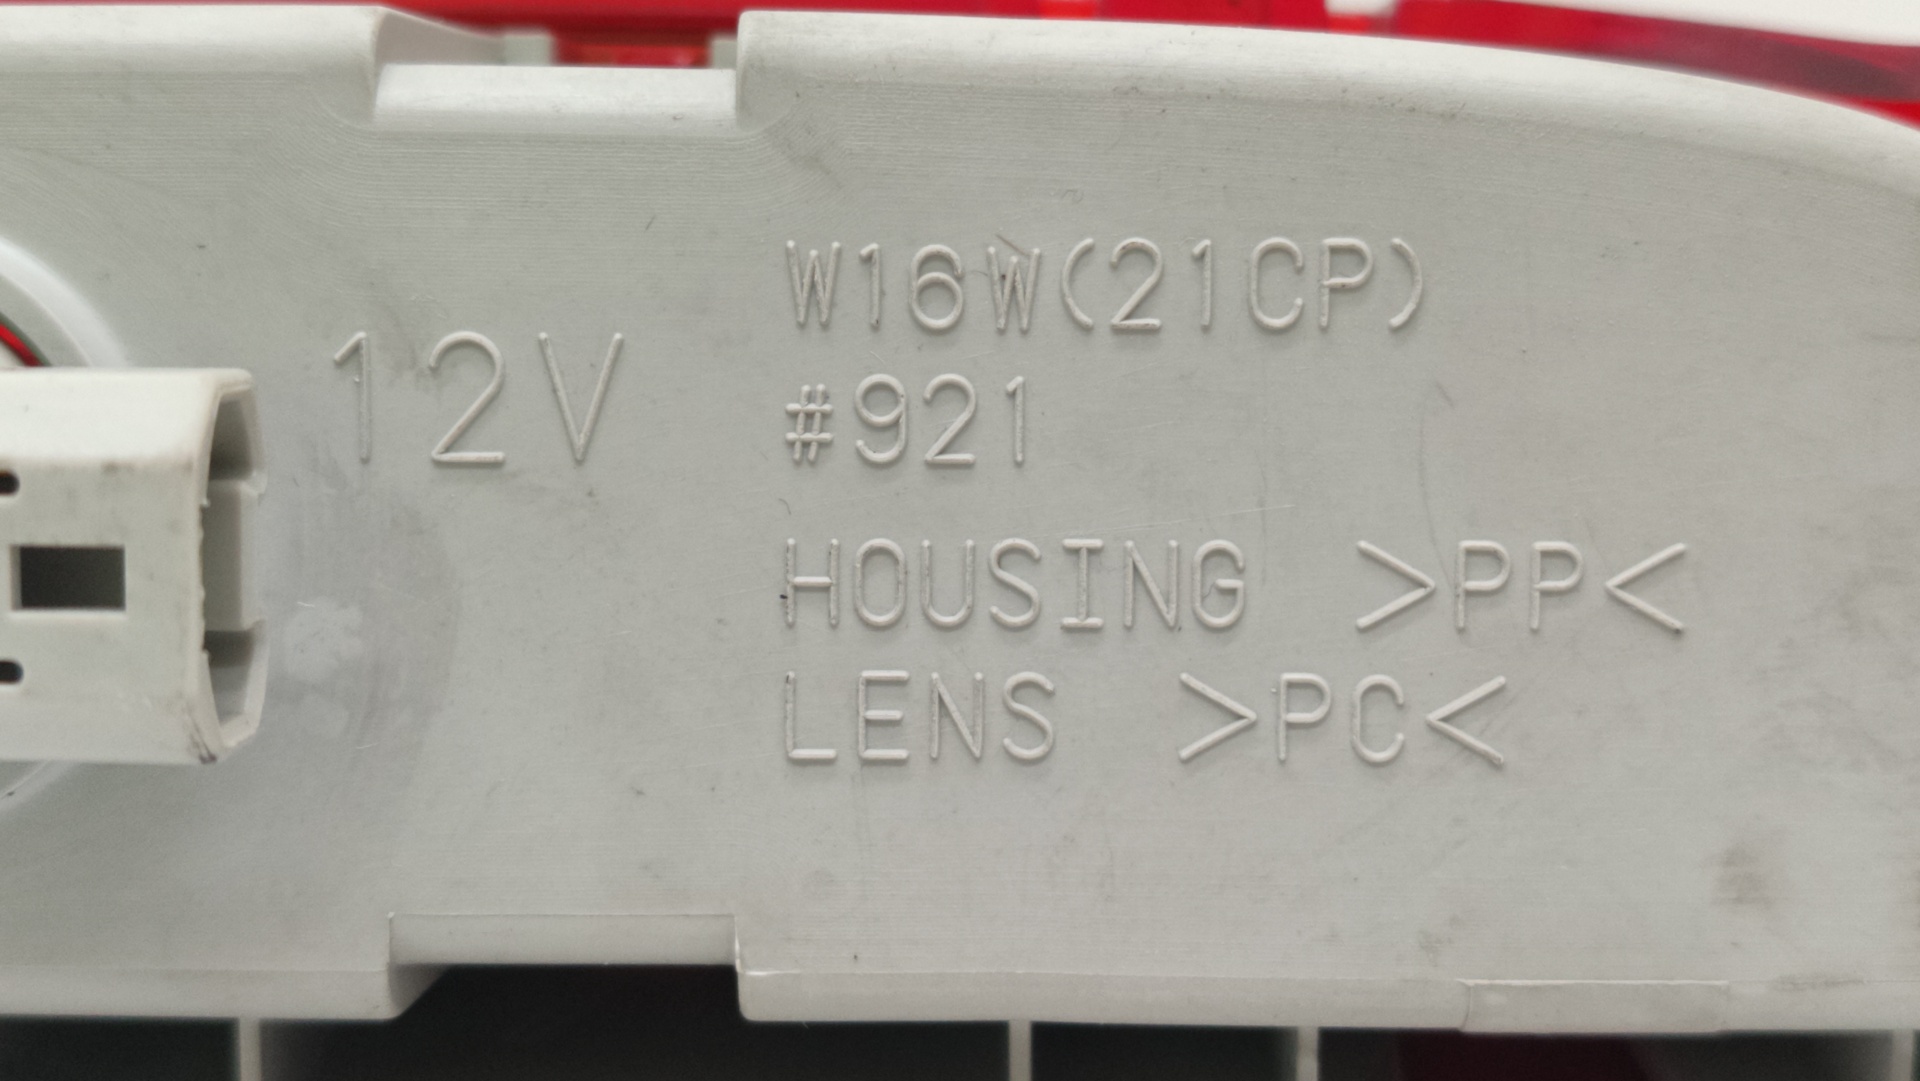 12V
W16W(21CP)
#921
HOUSING >PP<
LENS >PC<